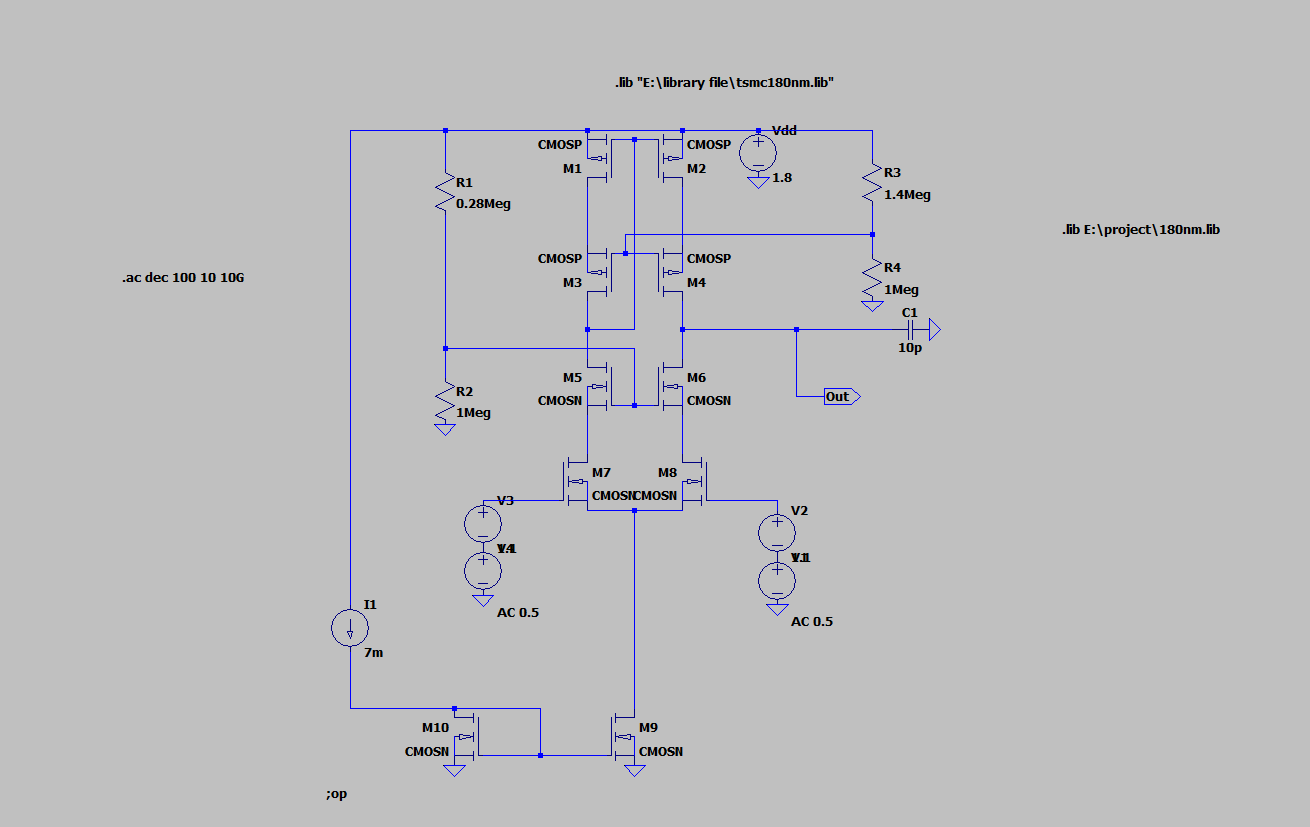 .lib "E:\library file\tsmc180nm.lib"
Vdd
CMOSP
CMOSP
M1
M2
1.8
R1
0.28Meg
R3
1.4Meg
.lib E:\project\180nm.lib
CMOSP
CMOSP
M3
M4
R4
1Meg
.ac dec 100 10 10G
C1
10p
M5
M6
CMOSN
CMOSN
R2
1Meg
Out
M7
M8
CMOSN
CMOSN
V3
V2
AC 0.5
AC 0.5
I1
7m
M10
M9
CMOSN
CMOSN
;op